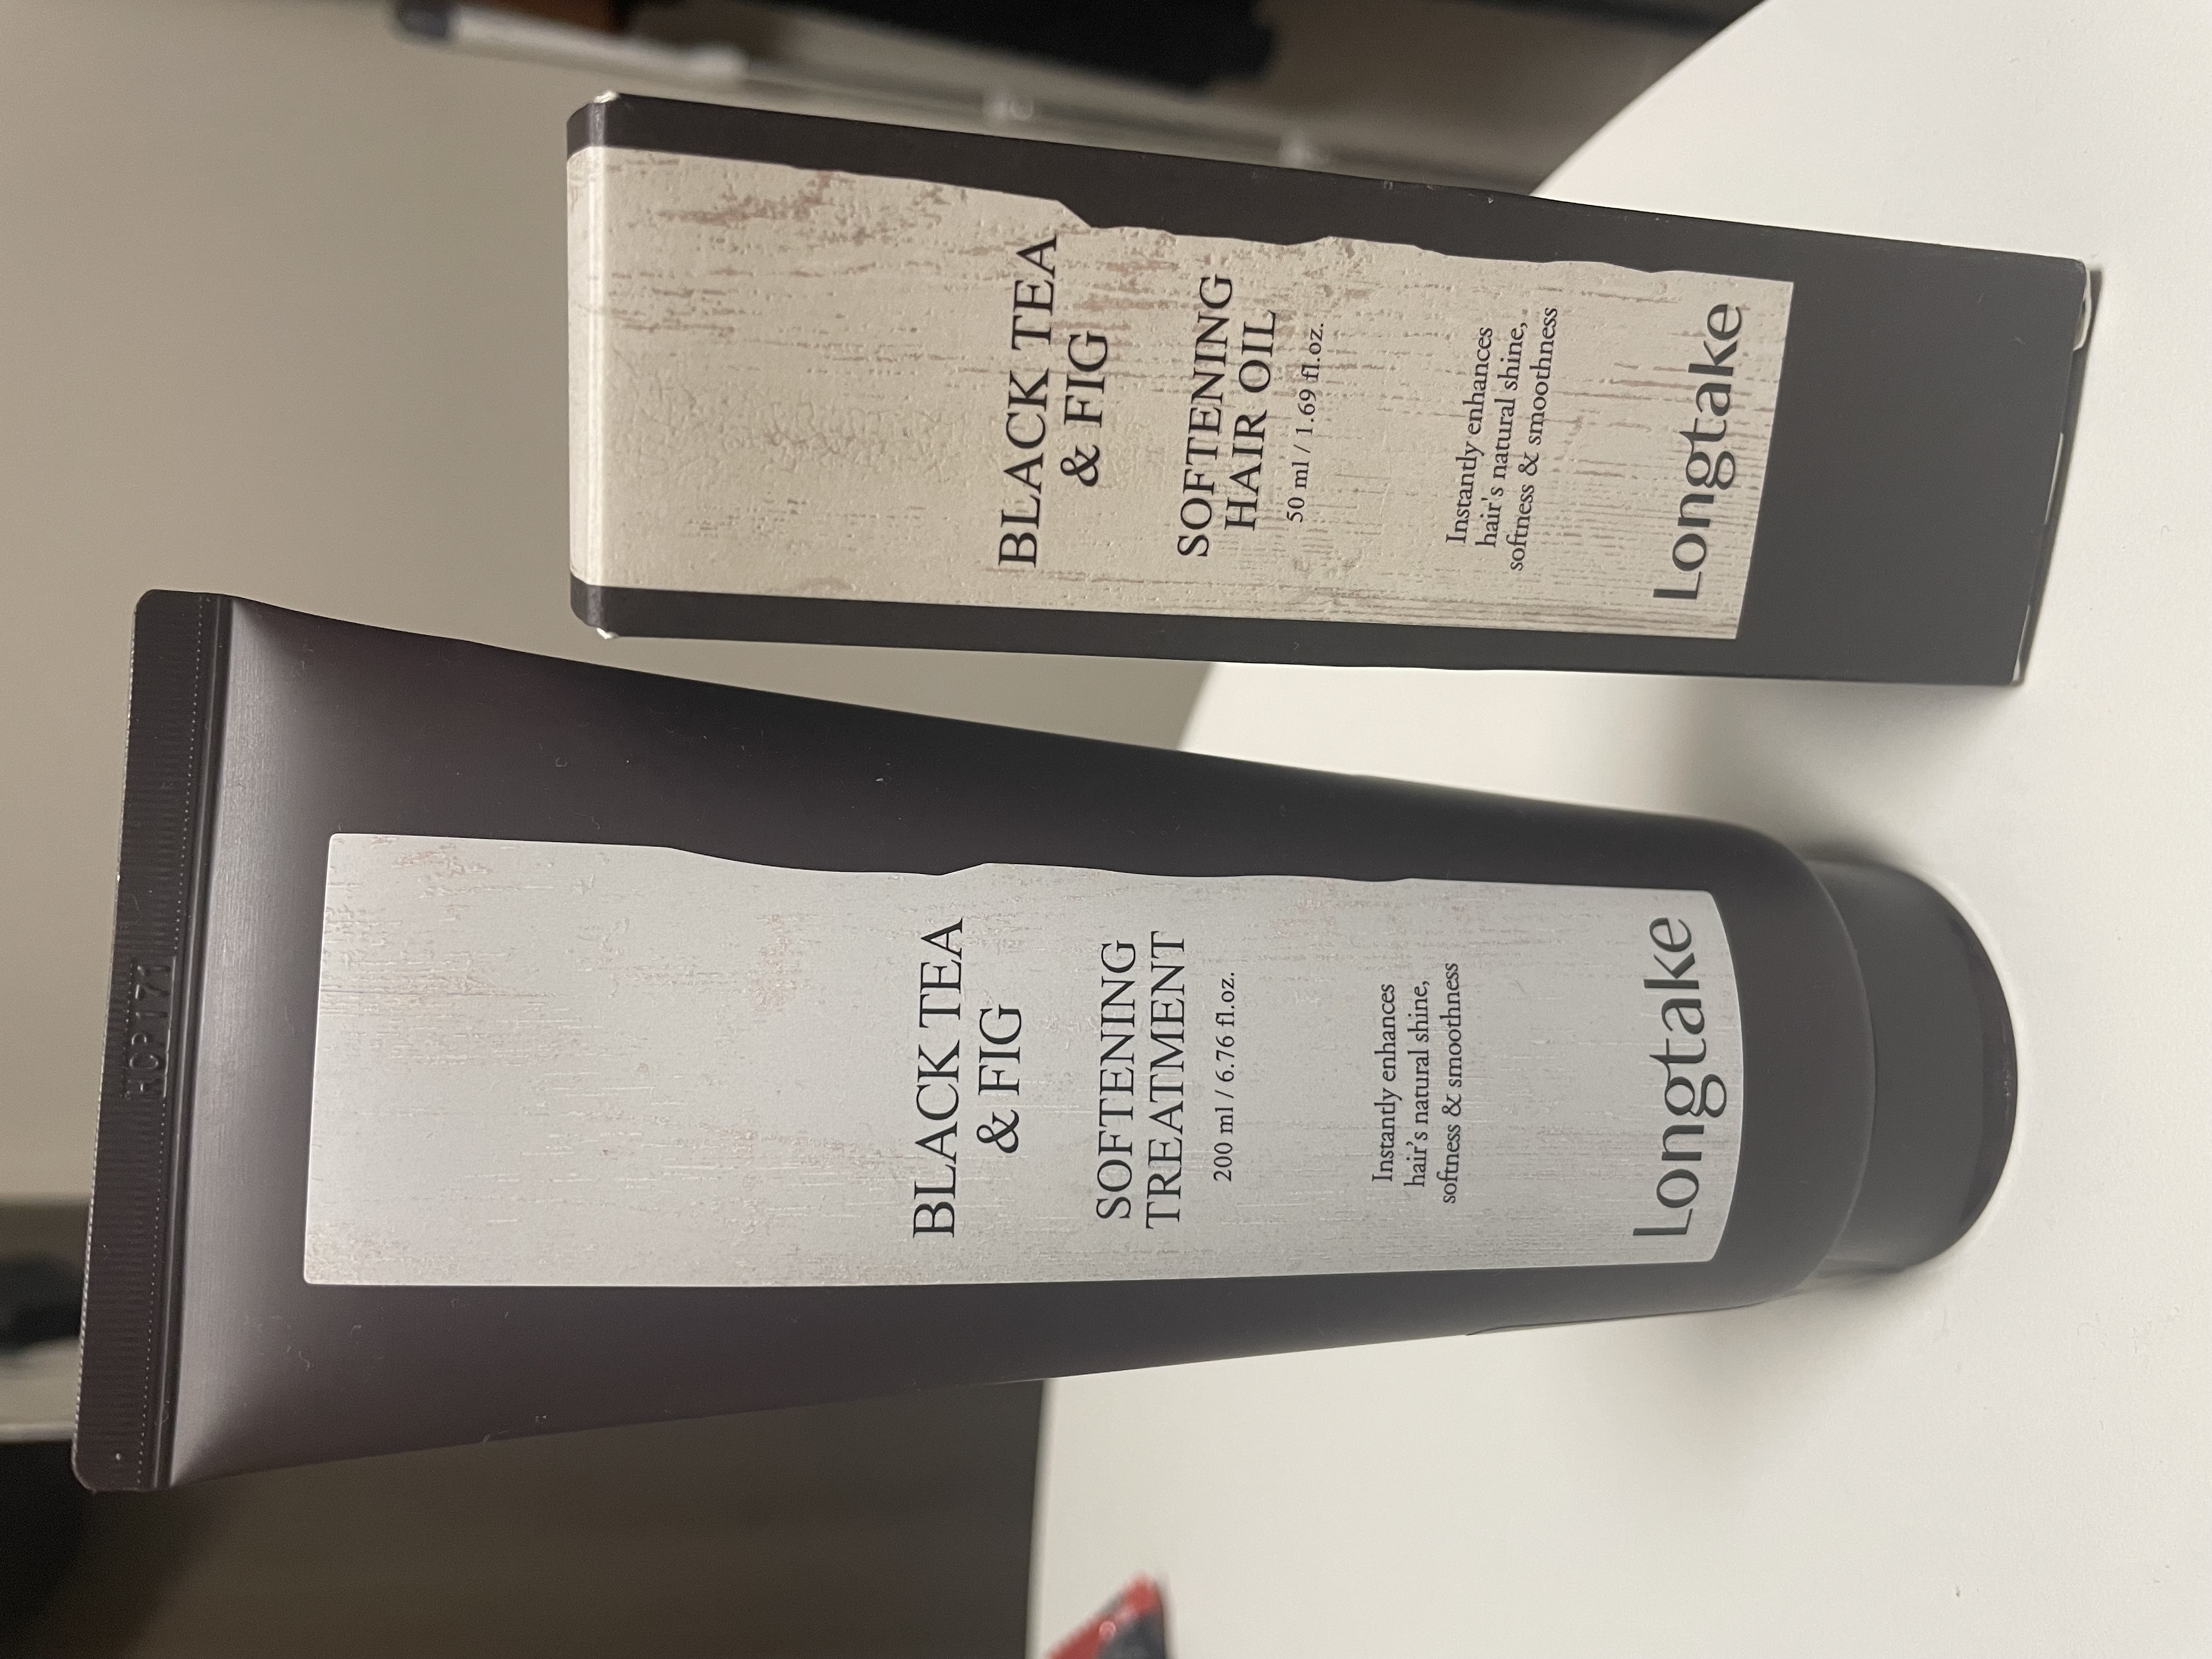 HCP171
BLACK TEA
& FIG
SOFTENING
TREATMENT
200 ml / 6.76 fl.oz.
Instantly enhances
hair's natural shine,
softness & smoothness
Longtake
BLACK TEA
& FIG
SOFTENING
HAIR OIL
50 ml / 1.69 fl.oz.
Instantly enhances
hair's natural shine,
softness & smoothness
Longtake